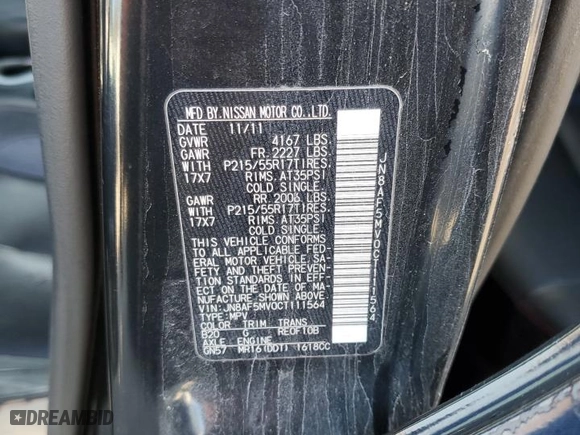 MFD BY NISSAN MOTOR CO., LTD.
DATE 11/11
GVWR 4167 LBS.
GAWR FR. 2227 LBS.
WITH P215/55R17TIRES.
17X7 RIMS. AT35PSI
COLD SINGLE.
GAWR RR. 2006 LBS.
WITH P215/55R17TIRES.
17X7 RIMS. AT35PSI
COLD SINGLE.
THIS VEHICLE CONFORMS
TO ALL APPLICABLE FED-
ERAL MOTOR VEHICLE SA-
FETY AND THEFT PREVEN-
TION STANDARDS IN EFF-
ECT ON THE DATE OF MA-
NUFACTURE SHOWN ABOVE.
VIN:JN8AF5MV0CT111564
TYPE:MPV
COLOR TRIM TRANS
B20 G RE0F10B
AXLE ENGINE
GN57 MR16(DDT) 1618CC
JN8AF5MV0CT111564
DREAMBID
DREAMBID.COM